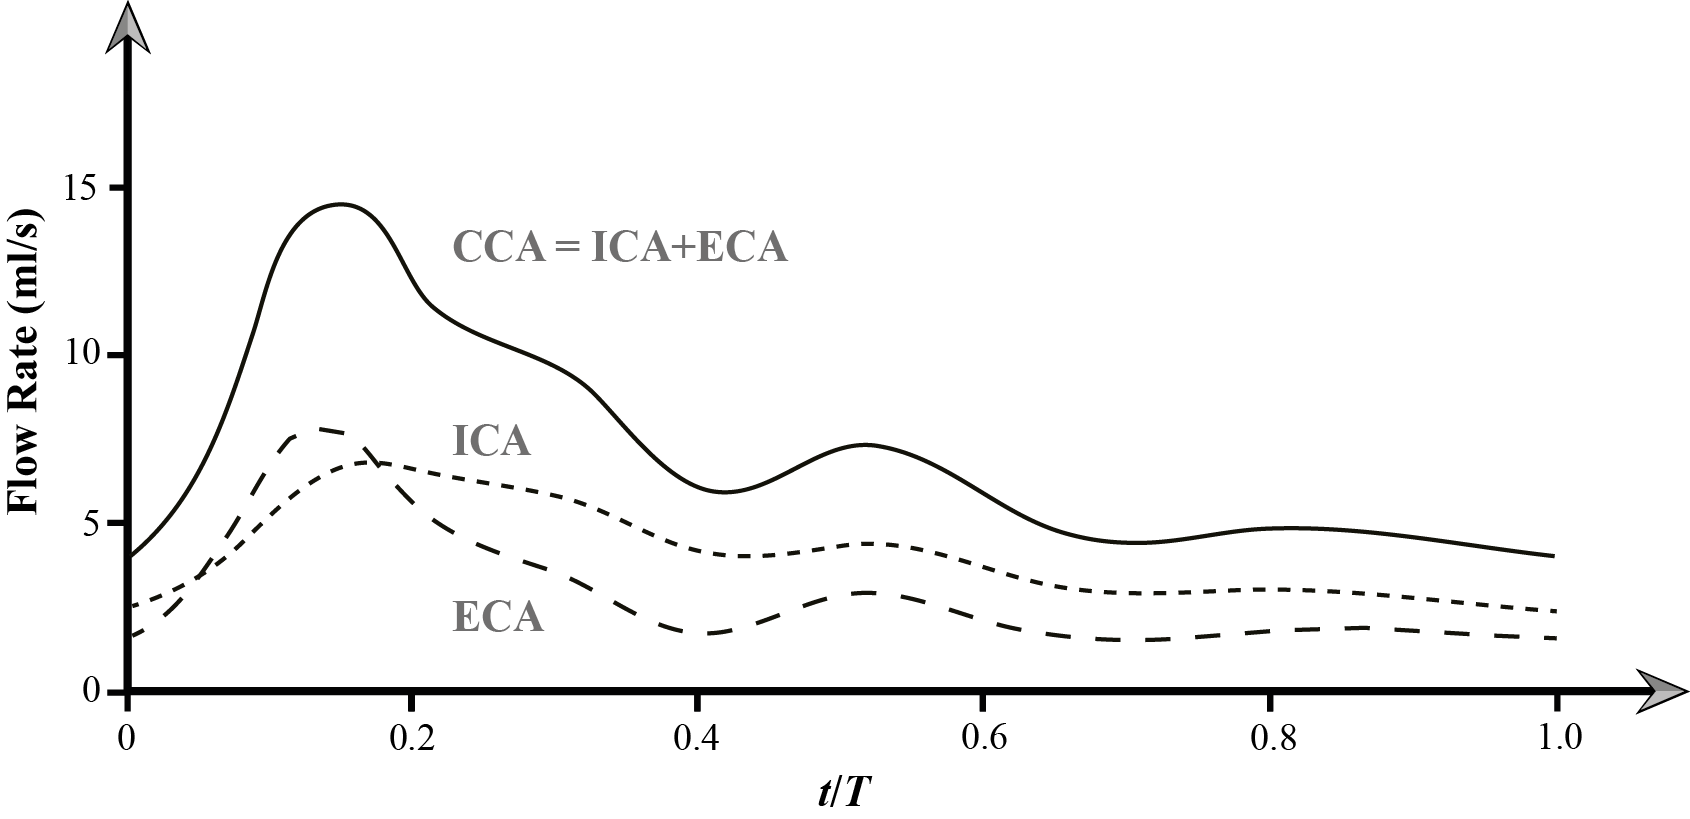 15
CCA = ICA+ECA
10
ICA
5
ECA
0
Flow Rate (ml/s)
0 0.2 0.4 0.6 0.8 1.0
t/T